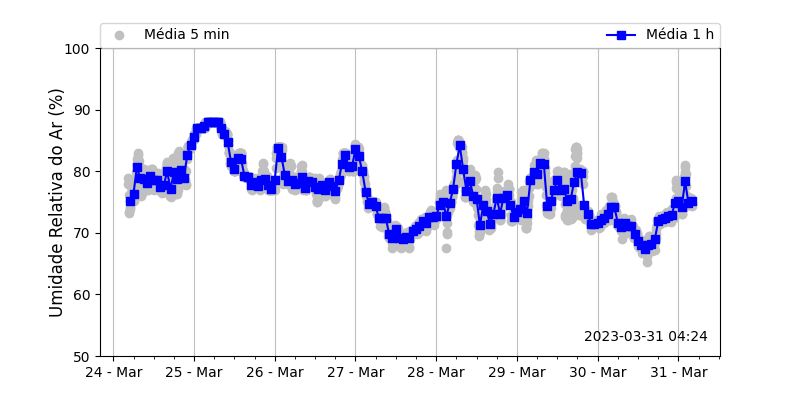 Média 5 min
Média 1 h
Umidade Relativa do Ar (%)
100
90
80
70
60
50
2023-03-31 04:24
24 - Mar
25 - Mar
26 - Mar
27 - Mar
28 - Mar
29 - Mar
30 - Mar
31 - Mar